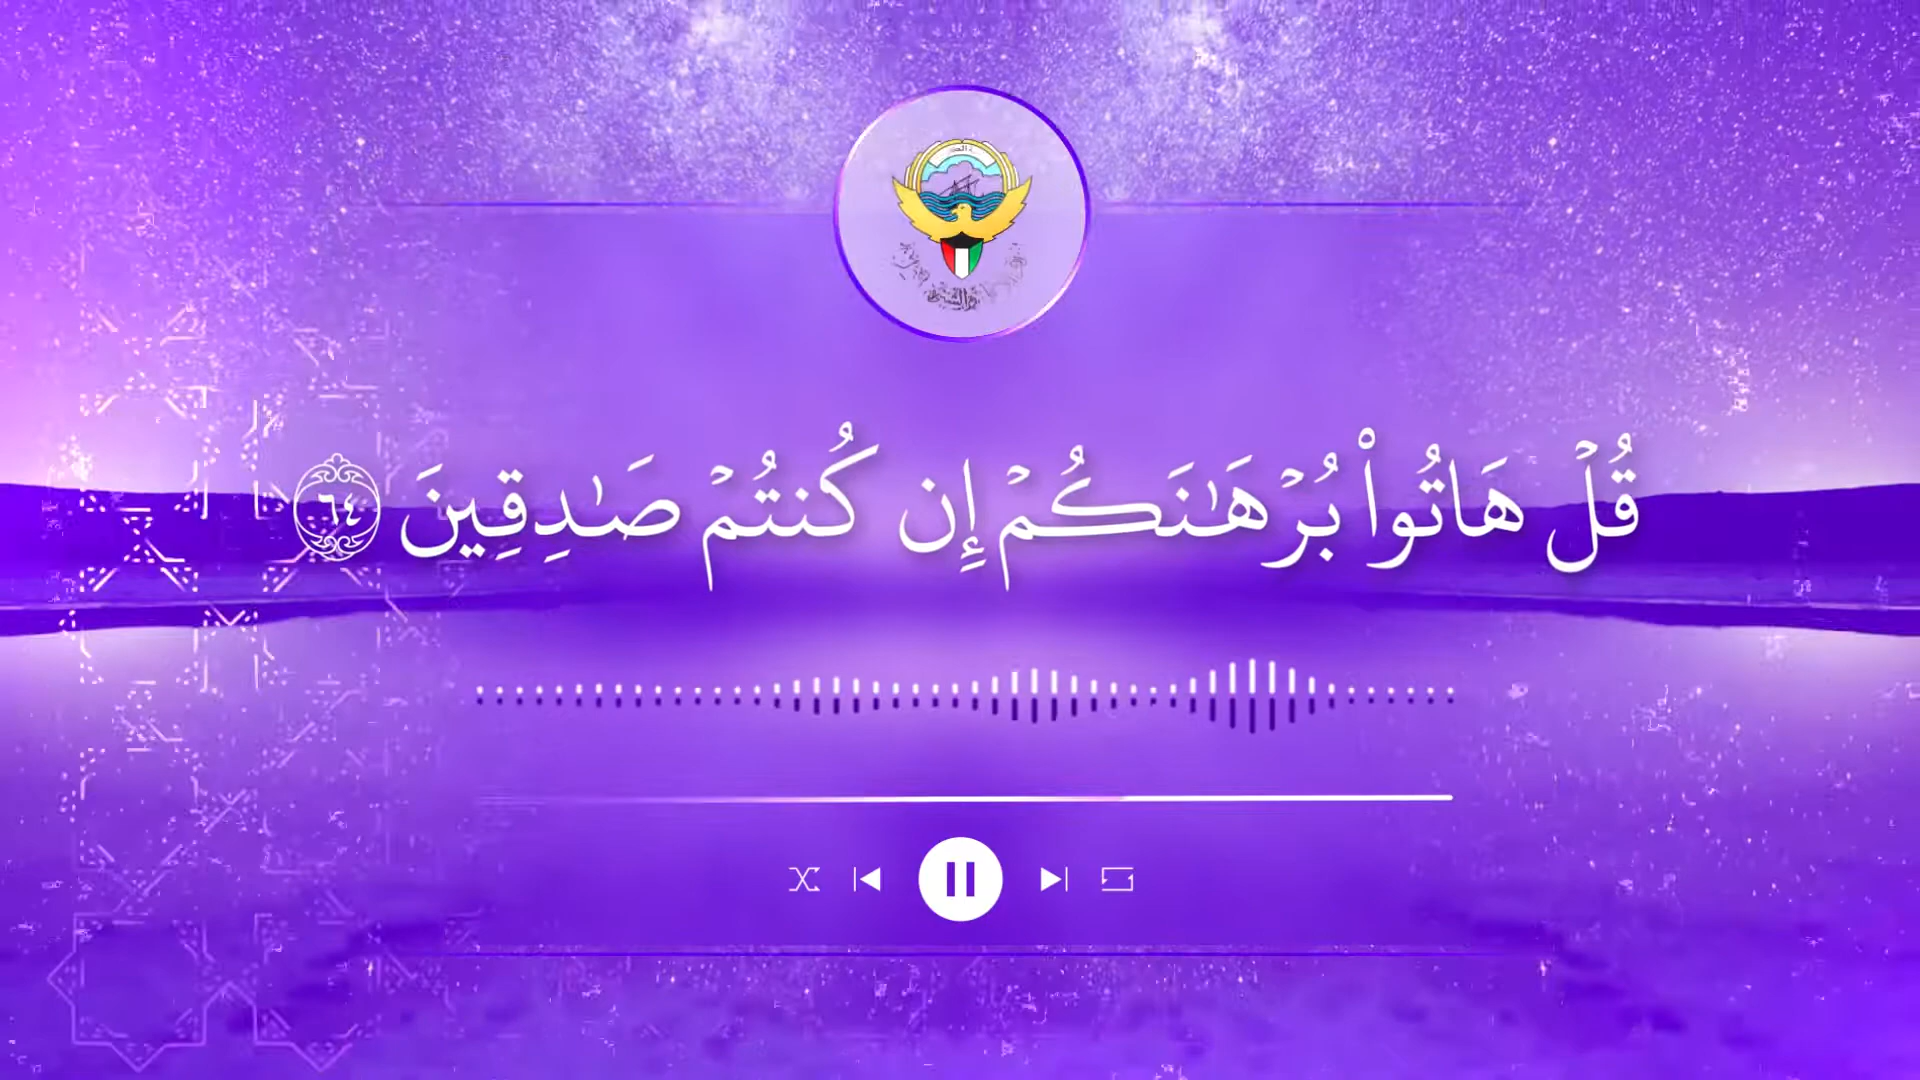 قُلۡ هَاتُواْ بُرۡهَٰنَكُمۡ إِن كُنتُمۡ صَٰدِقِينَ ٦٤